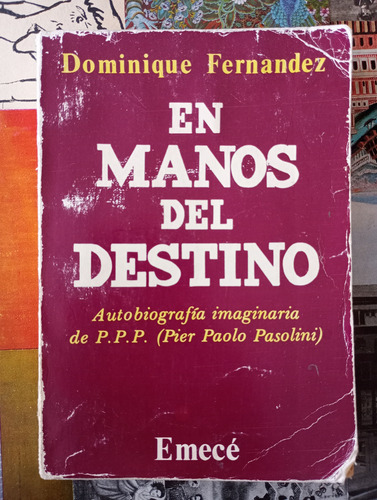 Dominique Fernandez
EN
MANOS
DEL
DESTINO
Autobiografía imaginaria
de P.P.P. (Pier Paolo Pasolini)
Emecé